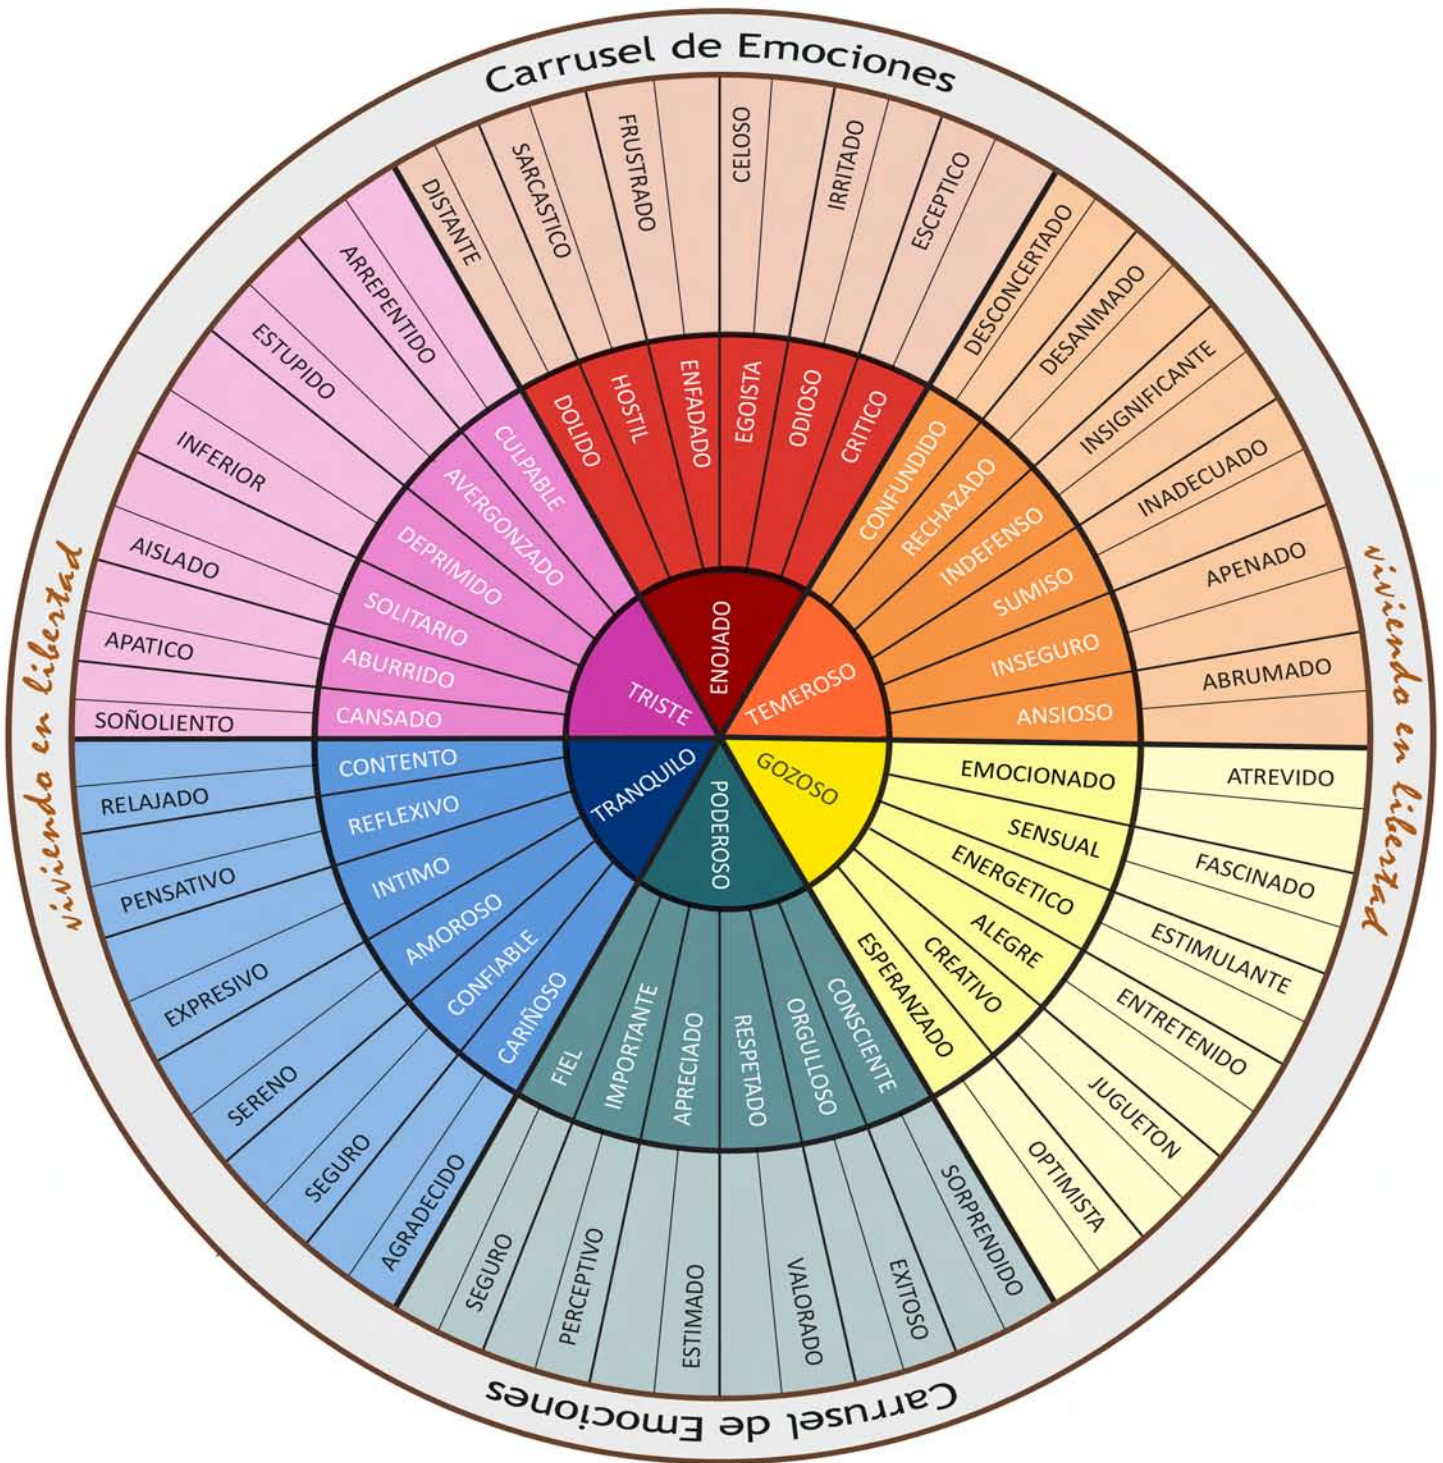 Carrusel de Emociones
viviendo en libertad
viviendo en libertad
Carrusel de Emociones
ENOJADO
TEMEROSO
GOZOSO
PODEROSO
TRANQUILO
TRISTE
DOLIDO
HOSTIL
ENFADADO
EGOISTA
ODIOSO
CRITICO
CONFUNDIDO
RECHAZADO
INDEFENSO
SUMISO
INSEGURO
ANSIOSO
EMOCIONADO
SENSUAL
ENERGETICO
ALEGRE
CREATIVO
ESPERANZADO
CONSCIENTE
ORGULLOSO
RESPETADO
APRECIADO
IMPORTANTE
FIEL
CARIÑOSO
CONFIABLE
AMOROSO
INTIMO
REFLEXIVO
CONTENTO
CANSADO
ABURRIDO
SOLITARIO
DEPRIMIDO
AVERGONZADO
CULPABLE
DISTANTE
SARCASTICO
FRUSTRADO
CELOSO
IRRITADO
ESCEPTICO
DESCONCERTADO
DESANIMADO
INSIGNIFICANTE
INADECUADO
APENADO
ABRUMADO
ATREVIDO
FASCINADO
ESTIMULANTE
ENTRETENIDO
JUGUETON
OPTIMISTA
SORPRENDIDO
EXITOSO
VALORADO
ESTIMADO
PERCEPTIVO
SEGURO
AGRADECIDO
SEGURO
SERENO
EXPRESIVO
PENSATIVO
RELAJADO
SOÑOLIENTO
APATICO
AISLADO
INFERIOR
ESTUPIDO
ARREPENTIDO